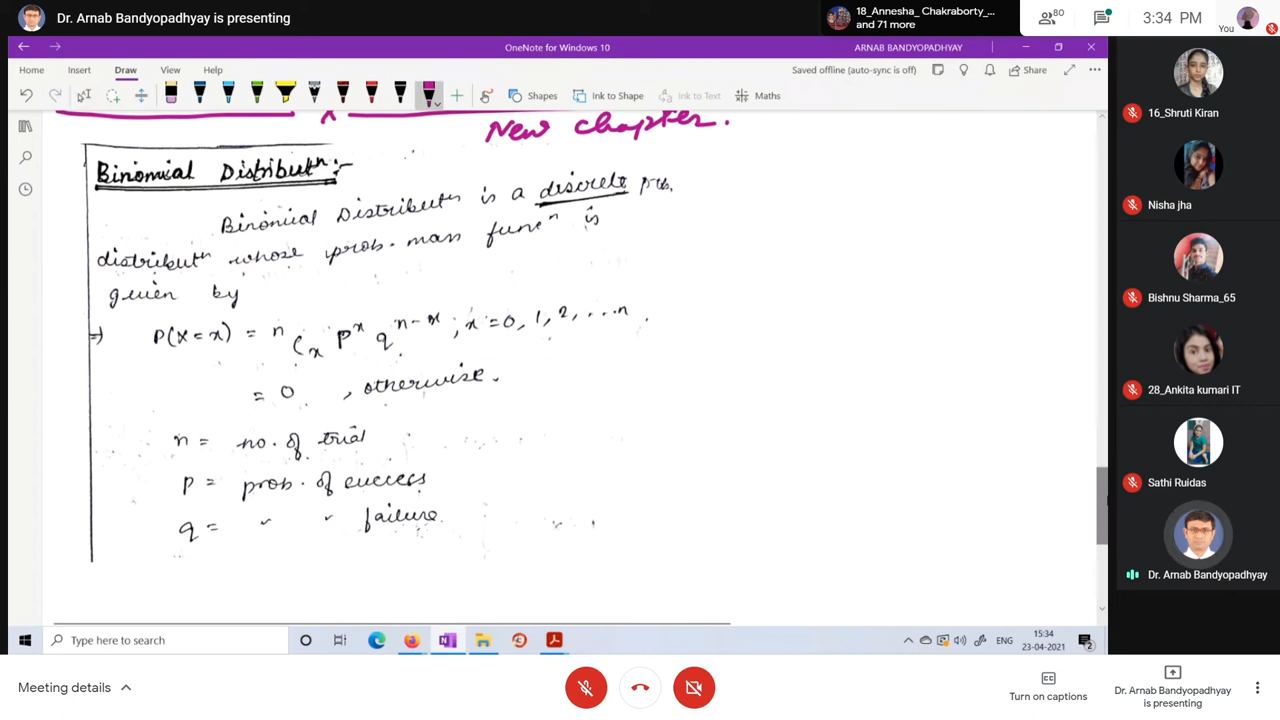 Dr. Arnab Bandyopadhyay is presenting
18_Annesha_ Chakraborty_...
and 71 more
80
3:34 PM
You
OneNote for Windows 10
ARNAB BANDYOPADHYAY
Home Insert Draw View Help
Saved offline (auto-sync is off)
Share
Shapes
Ink to Shape
Ink to Text
Maths
x
New chapter.
Binomial Distributⁿ :-
Binomial Distributⁿ is a discrete prob.
distributⁿ whose prob. mass funcⁿ is
given by
⇒ P(X=x) = ⁿCₓ pˣ qⁿ⁻ˣ ; x = 0, 1, 2, ... n.
= 0 , otherwise.
n = no. of trial
p = prob. of success
q = " " failure
16_Shruti Kiran
Nisha jha
Bishnu Sharma_65
28_Ankita kumari IT
Sathi Ruidas
Dr. Arnab Bandyopadhyay
Type here to search
ENG
15:34
23-04-2021
2
Meeting details
CC
Turn on captions
Dr. Arnab Bandyopadhyay
is presenting